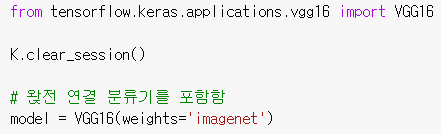 from tensorflow.keras.applications.vgg16 import VGG16
K.clear_session()
# 왅전 연결 분류기를 포함함
model = VGG16(weights='imagenet')